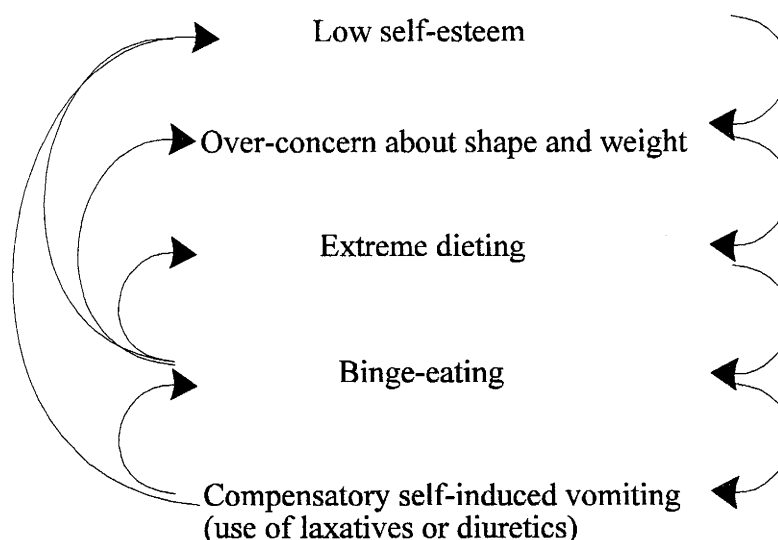 Low self-esteem
Over-concern about shape and weight
Extreme dieting
Binge-eating
Compensatory self-induced vomiting
(use of laxatives or diuretics)